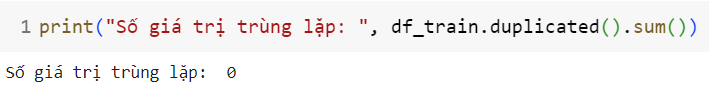 1 print("Số giá trị trùng lặp: ", df_train.duplicated().sum())
Số giá trị trùng lặp:  0